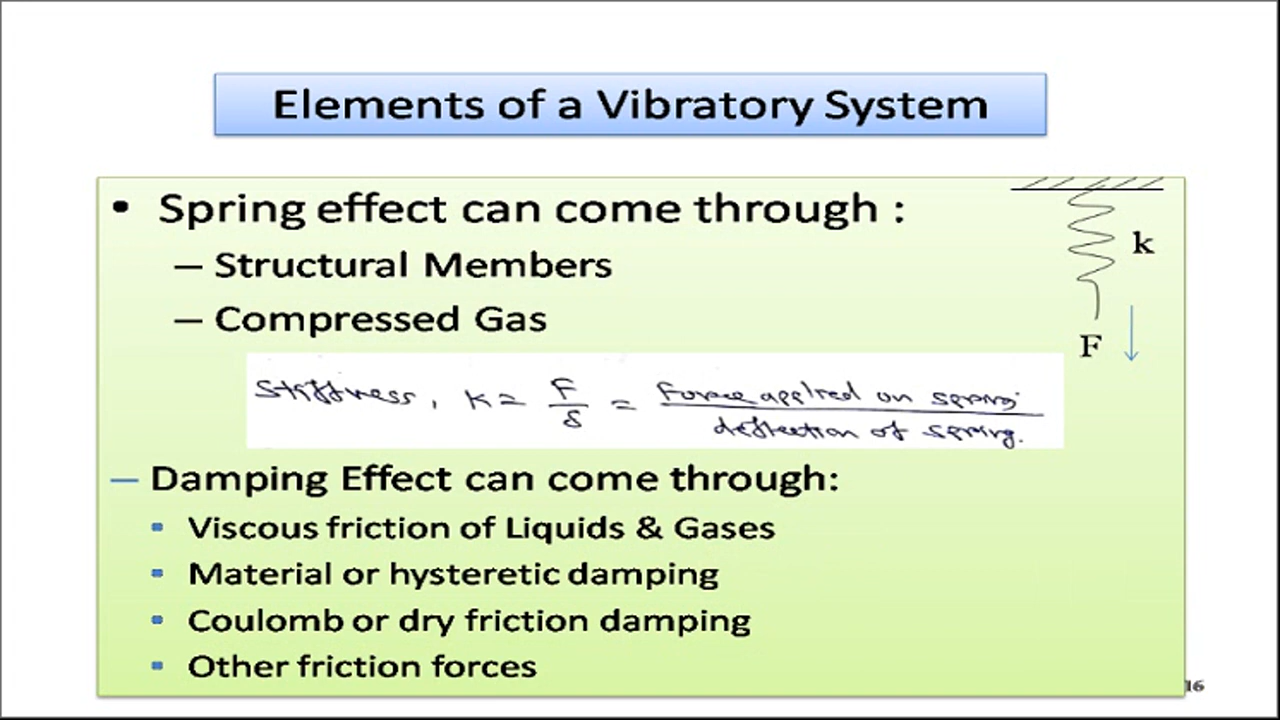 Elements of a Vibratory System
• Spring effect can come through :
– Structural Members
– Compressed Gas
k
F
Stiffness, K = F/δ = Force applied on spring / deflection of spring.
– Damping Effect can come through:
▪ Viscous friction of Liquids & Gases
▪ Material or hysteretic damping
▪ Coulomb or dry friction damping
▪ Other friction forces
16